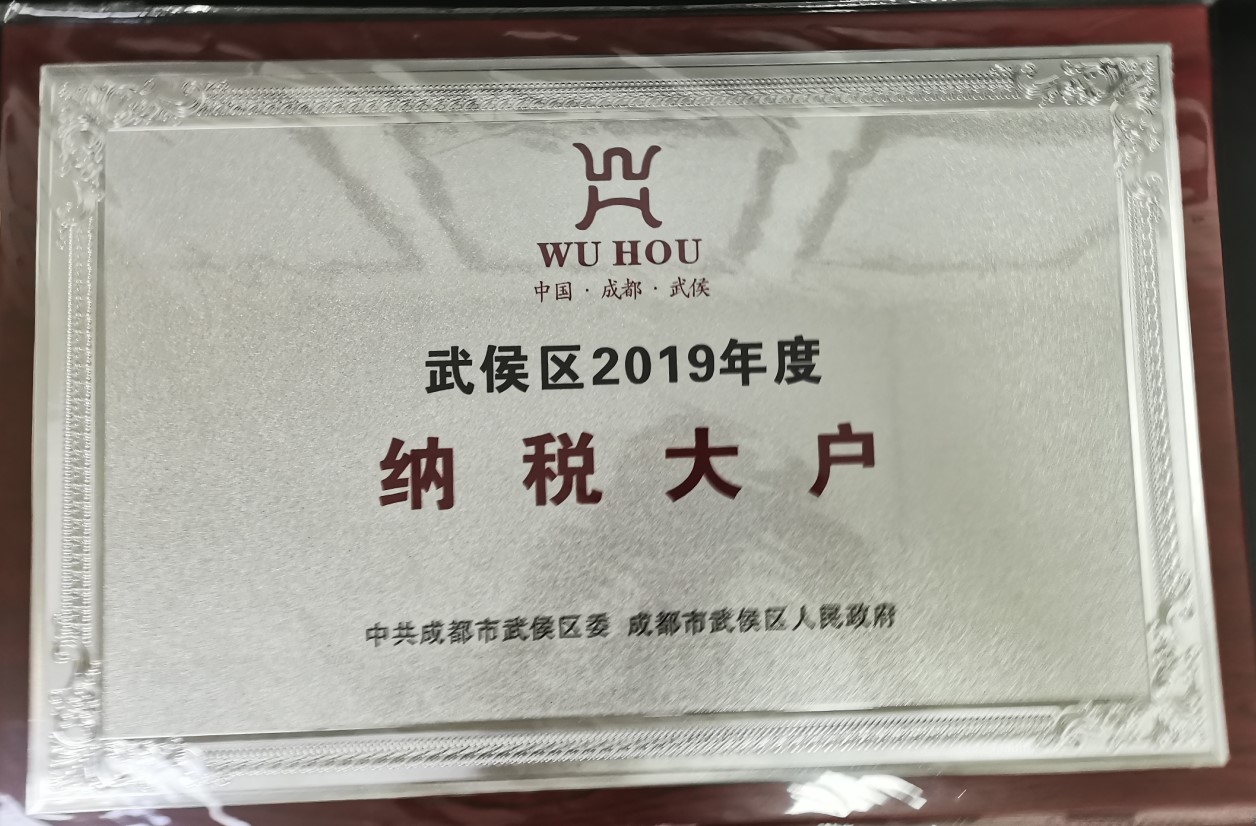 WU HOU
中国·成都·武侯
武侯区2019年度
纳税大户
中共成都市武侯区委 成都市武侯区人民政府